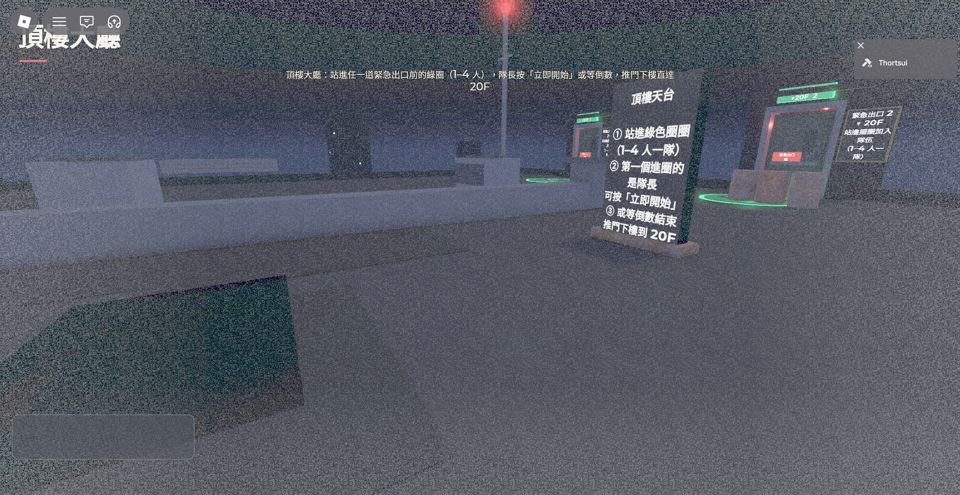 頂樓大廳
頂樓大廳：站進任一道緊急出口前的綠圈（1–4 人），隊長按「立即開始」或等倒數，推門下樓直達
20F
Thortsui
頂樓天台
① 站進綠色圈圈
（1–4 人一隊）
② 第一個進圈的
是隊長
可按「立即開始」
③ 或等倒數結束
推門下樓到 20F
緊急出口 2
▼ 20F
站進圈圈加入
隊伍
（1–4 人一
隊）